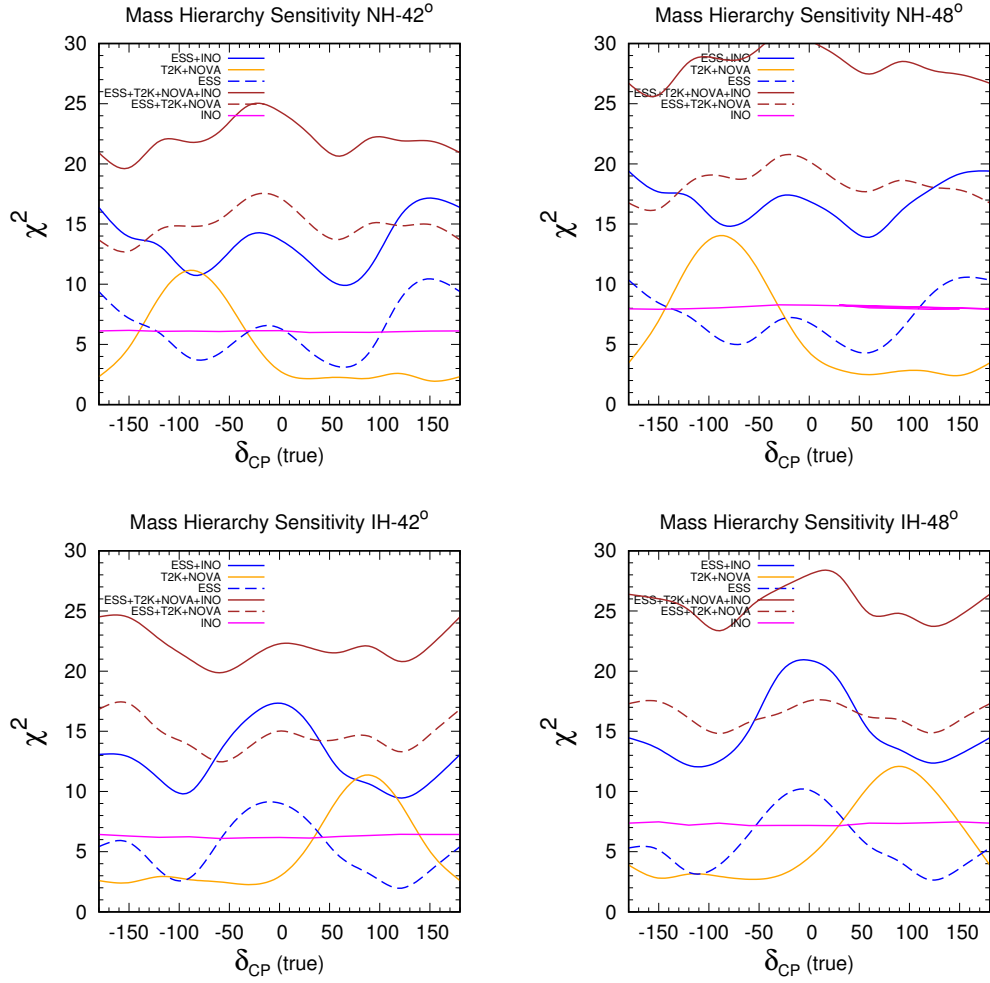 Mass Hierarchy Sensitivity NH-42°
30
25
20
15
10
5
0
χ²
ESS+INO
T2K+NOVA
ESS
ESS+T2K+NOVA+INO
ESS+T2K+NOVA
INO
-150 -100 -50 0 50 100 150
δCP (true)
Mass Hierarchy Sensitivity NH-48°
30
25
20
15
10
5
0
χ²
ESS+INO
T2K+NOVA
ESS
ESS+T2K+NOVA+INO
ESS+T2K+NOVA
INO
-150 -100 -50 0 50 100 150
δCP (true)
Mass Hierarchy Sensitivity IH-42°
30
25
20
15
10
5
0
χ²
ESS+INO
T2K+NOVA
ESS
ESS+T2K+NOVA+INO
ESS+T2K+NOVA
INO
-150 -100 -50 0 50 100 150
δCP (true)
Mass Hierarchy Sensitivity IH-48°
30
25
20
15
10
5
0
χ²
ESS+INO
T2K+NOVA
ESS
ESS+T2K+NOVA+INO
ESS+T2K+NOVA
INO
-150 -100 -50 0 50 100 150
δCP (true)